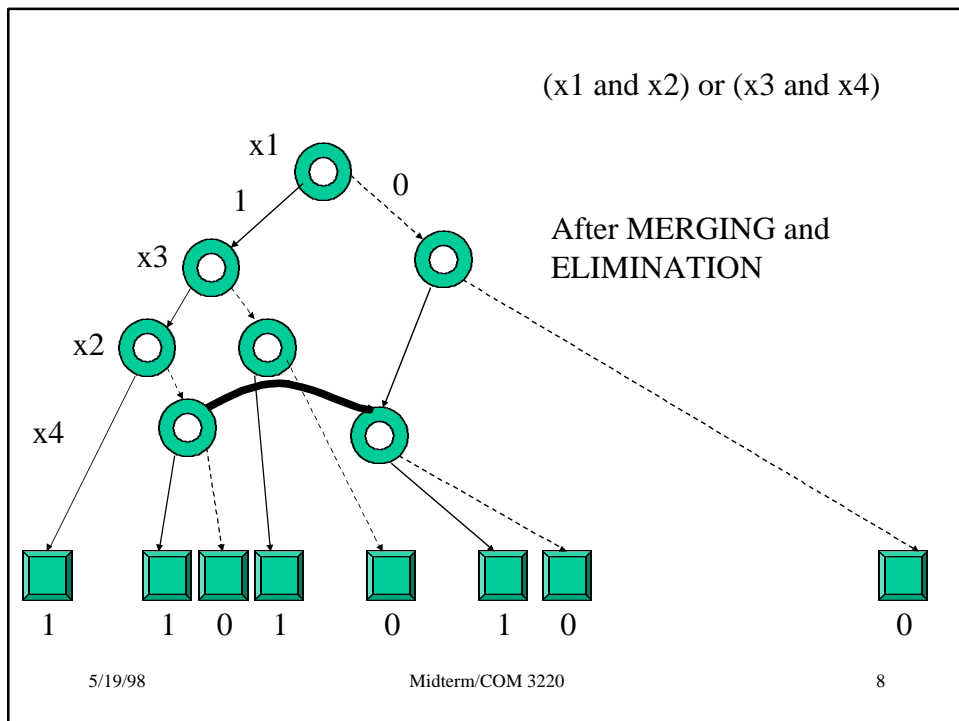 (x1 and x2) or (x3 and x4)
x1
0
1
After MERGING and
ELIMINATION
x3
x2
x4
1 1 0 1 0 1 0 0
5/19/98 Midterm/COM 3220 8